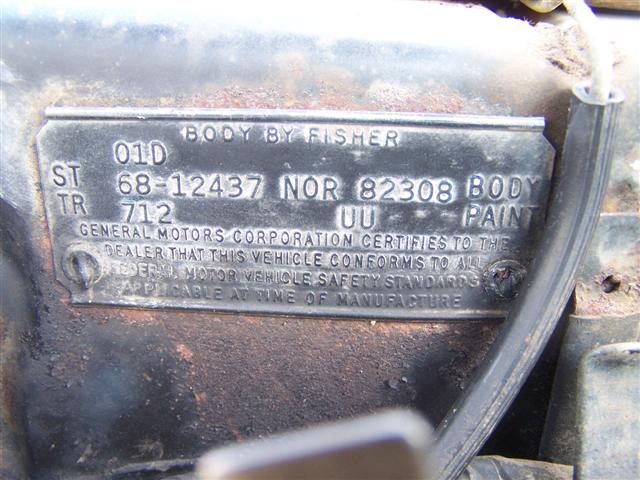 BODY BY FISHER
01D
ST 68-12437 NOR 82308 BODY
TR 712 UU PAINT
GENERAL MOTORS CORPORATION CERTIFIES TO THE
DEALER THAT THIS VEHICLE CONFORMS TO ALL
FEDERAL MOTOR VEHICLE SAFETY STANDARDS
APPLICABLE AT TIME OF MANUFACTURE